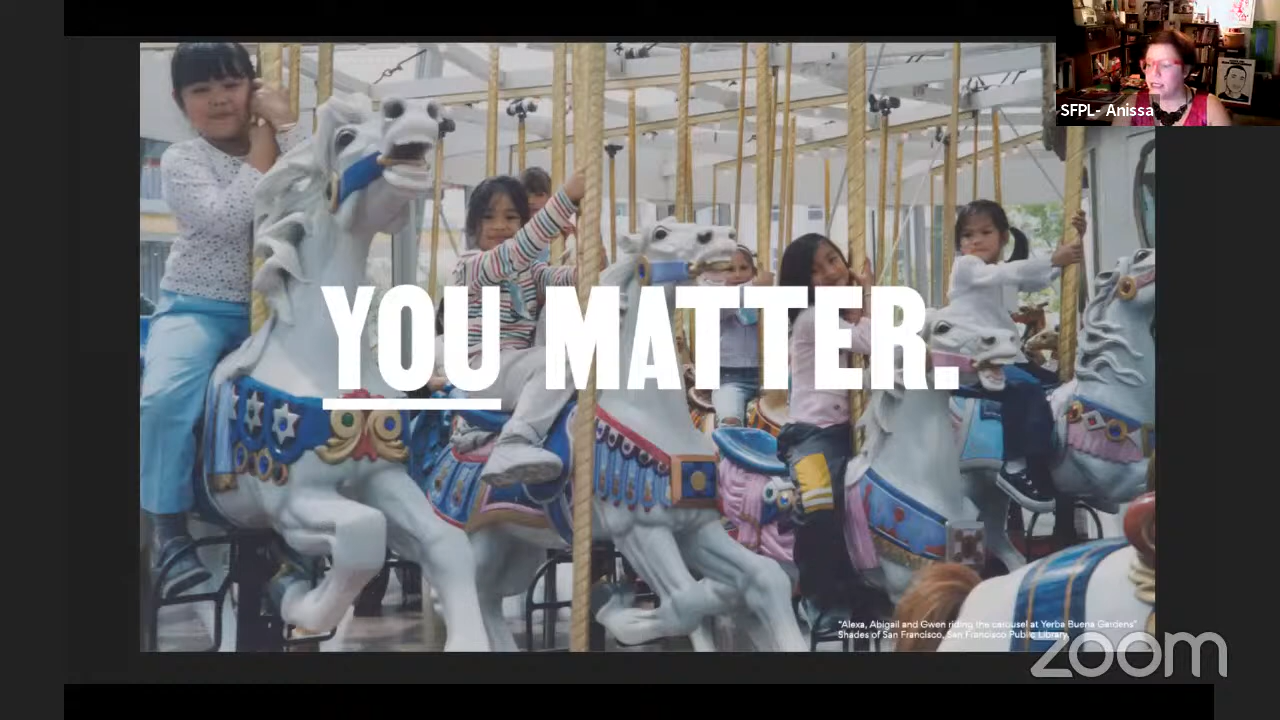 SFPL- Anissa
YOU MATTER.
"Alexa, Abigail and Gwen riding the carousel at Yerba Buena Gardens"
Shades of San Francisco, San Francisco Public Library
zoom